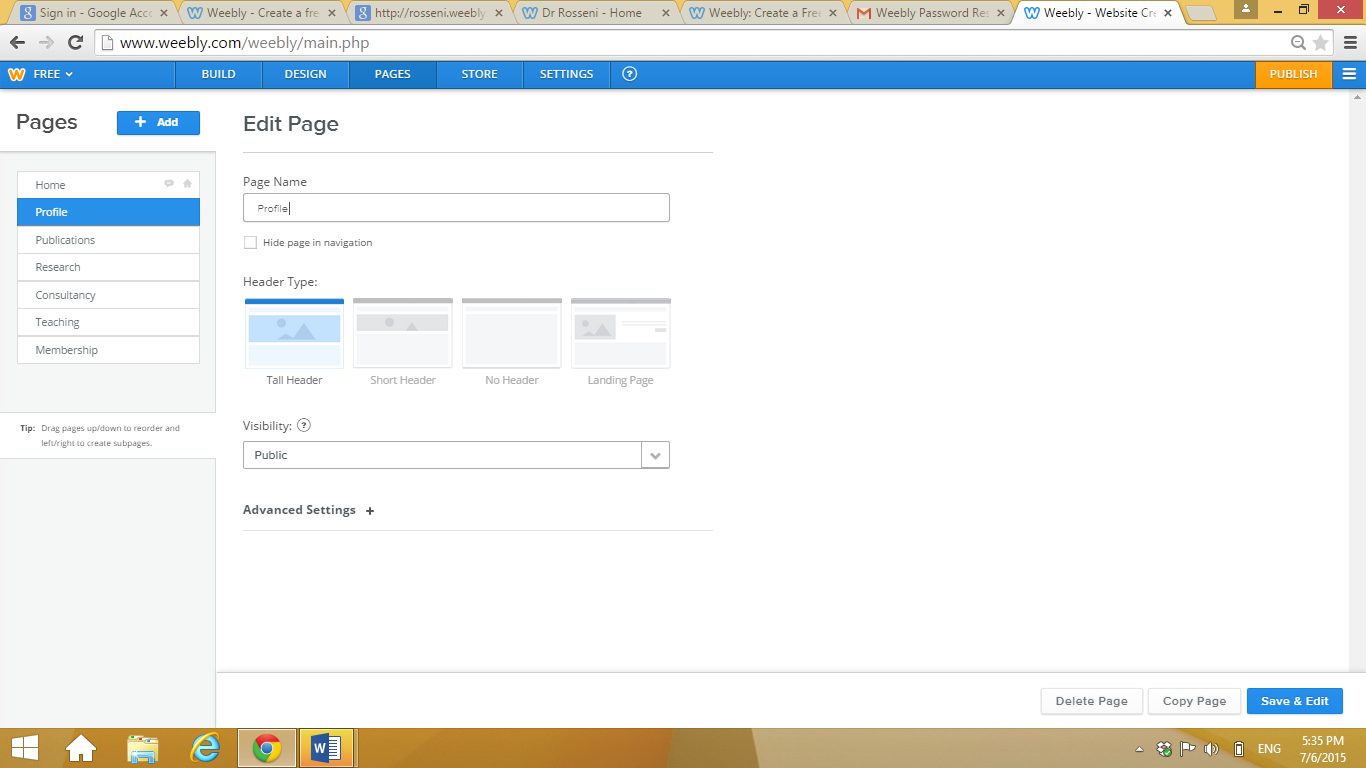 Sign in - Google Acco
Weebly - Create a fre
http://rosseni.weebly
Dr Rosseni - Home
Weebly: Create a Free
Weebly Password Res
Weebly - Website Cre
www.weebly.com/weebly/main.php
FREE
BUILD
DESIGN
PAGES
STORE
SETTINGS
?
PUBLISH
Pages
+ Add
Home
Profile
Publications
Research
Consultancy
Teaching
Membership
Tip: Drag pages up/down to reorder and
left/right to create subpages.
Edit Page
Page Name
Profile
Hide page in navigation
Header Type:
Tall Header
Short Header
No Header
Landing Page
Visibility: ?
Public
Advanced Settings +
Delete Page
Copy Page
Save & Edit
ENG
5:35 PM
7/6/2015